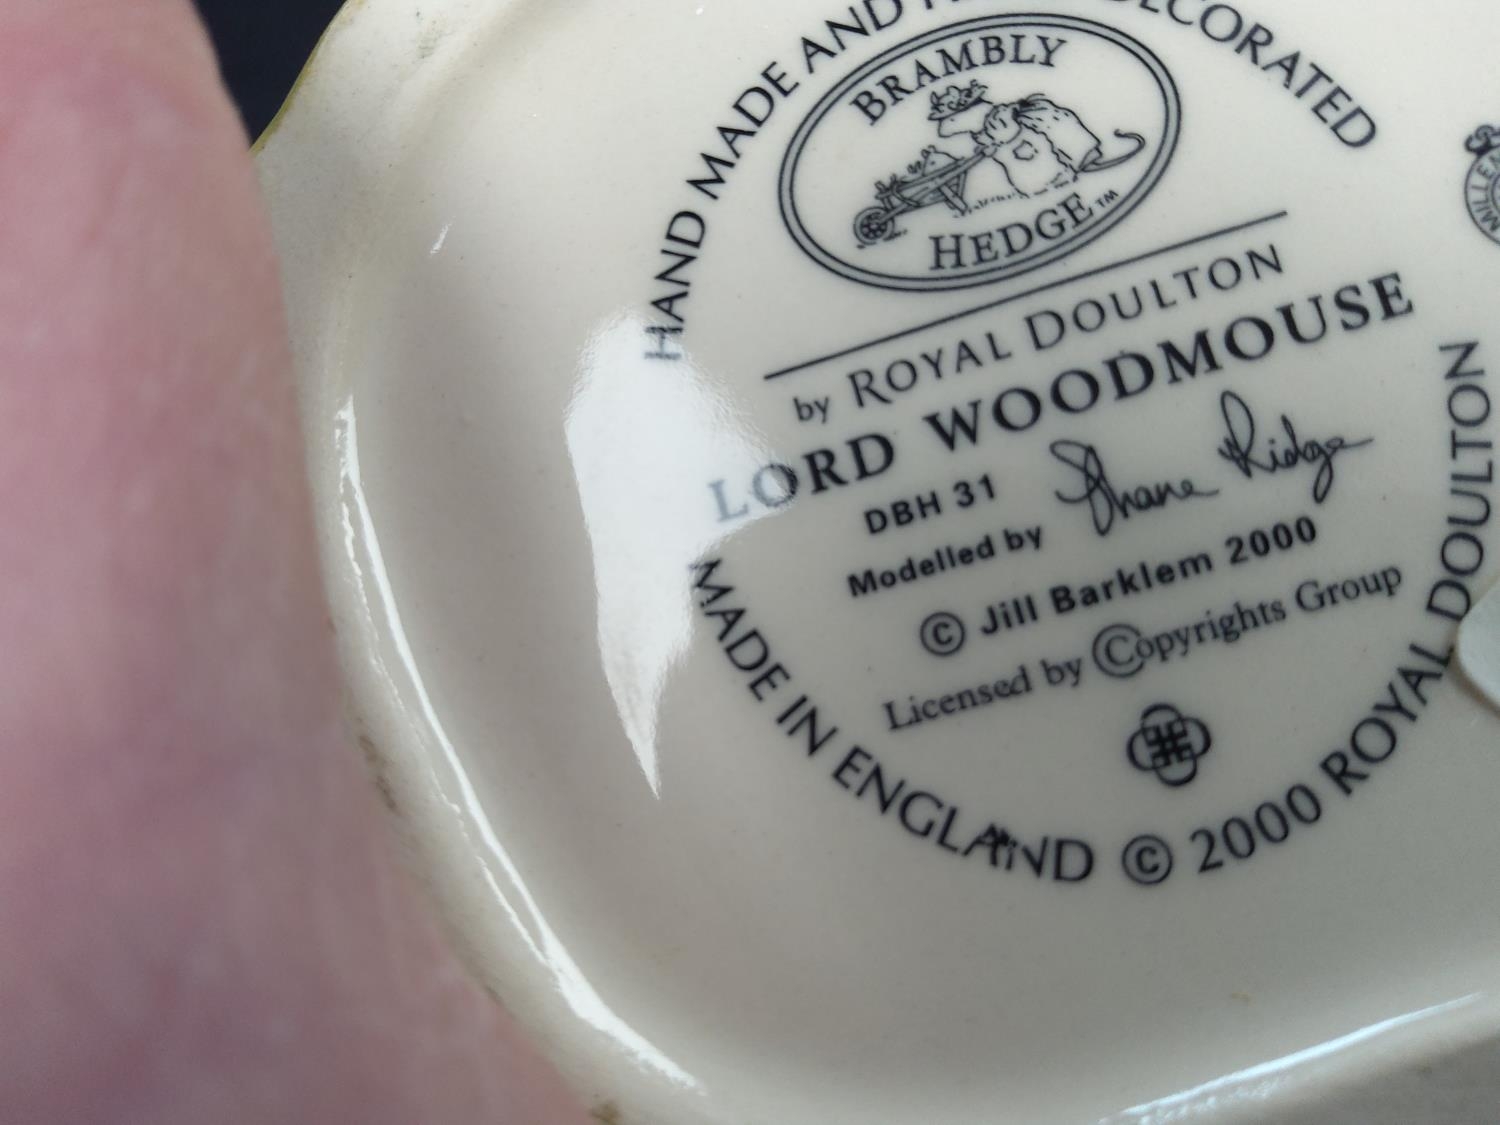 HAND MADE AND DECORATED
BRAMBLY
HEDGE™
by ROYAL DOULTON
LORD WOODMOUSE
DBH 31
Modelled by Shane Ridge
© Jill Barklem 2000
Licensed by Copyrights Group
MADE IN ENGLAND © 2000 ROYAL DOULTON